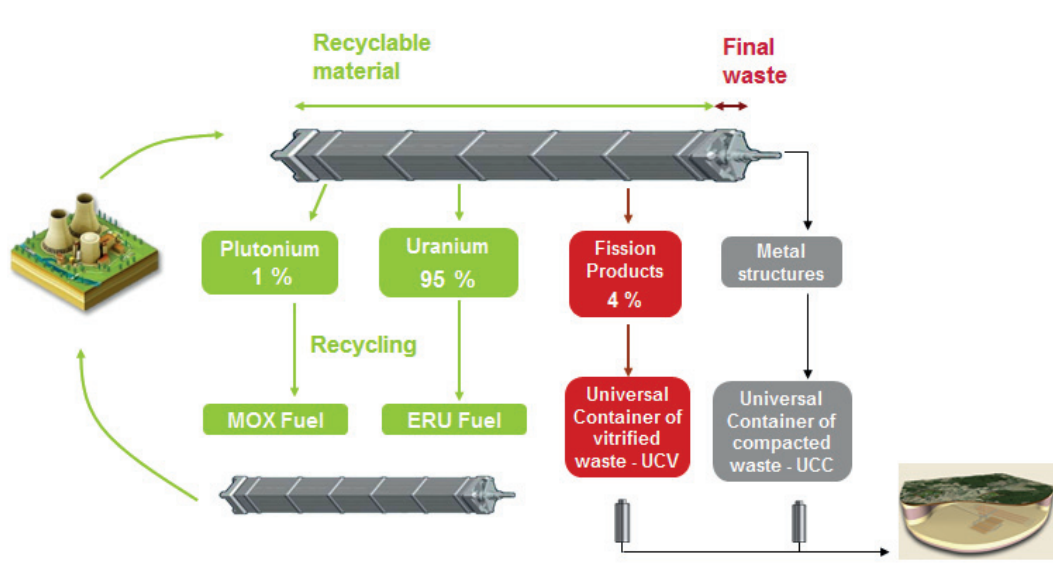 Recyclable
material
Final
waste
Plutonium
1 %
Uranium
95 %
Fission
Products
4 %
Metal
structures
Recycling
MOX Fuel
ERU Fuel
Universal
Container of
vitrified
waste - UCV
Universal
Container of
compacted
waste - UCC